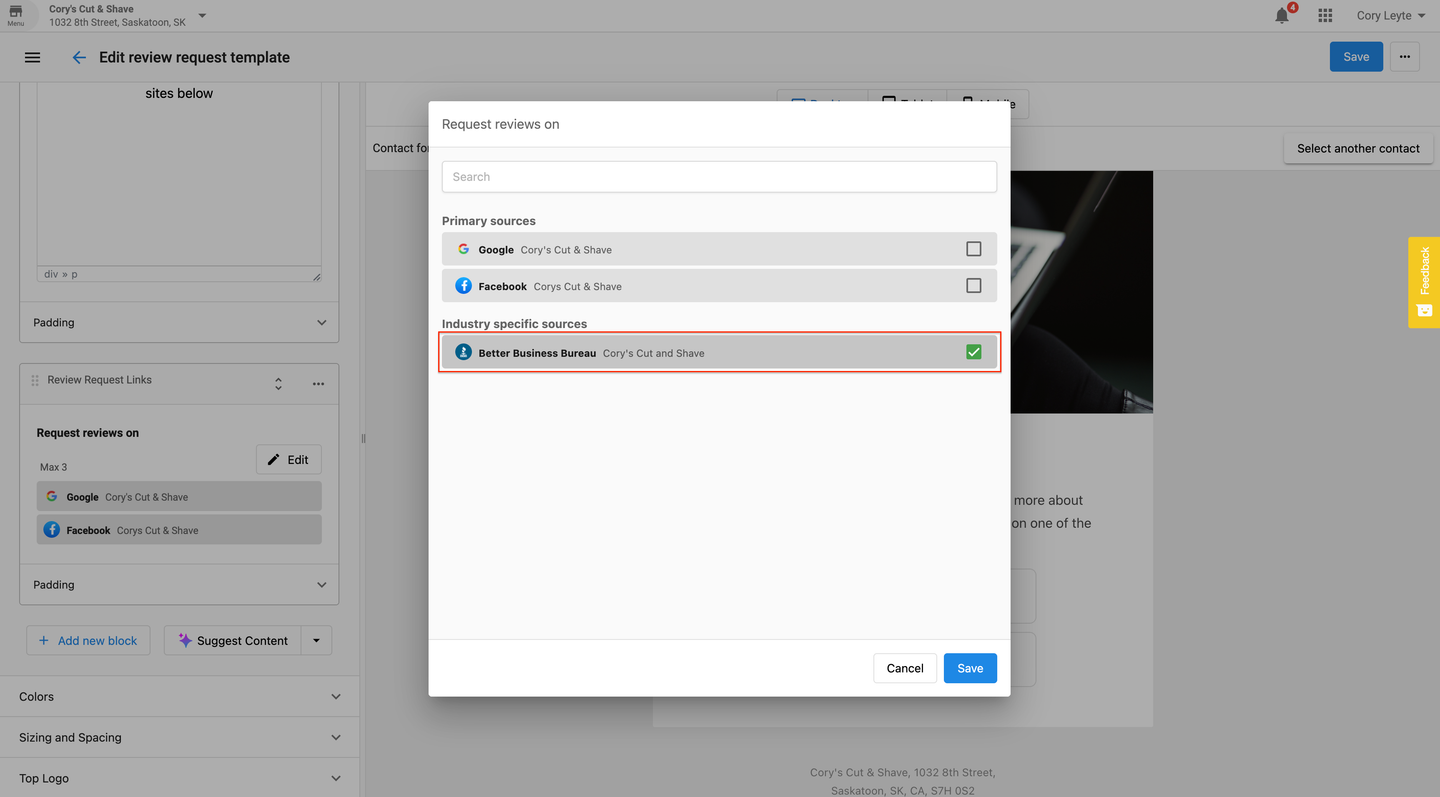 Menu
Cory's Cut & Shave
1032 8th Street, Saskatoon, SK
4
Cory Leyte
Edit review request template
Save
sites below
div » p
Padding
Review Request Links
Request reviews on
Max 3
Edit
Google Cory's Cut & Shave
Facebook Corys Cut & Shave
Padding
Add new block
Suggest Content
Colors
Sizing and Spacing
Top Logo
Select another contact
Request reviews on
Search
Primary sources
Google Cory's Cut & Shave
Facebook Corys Cut & Shave
Industry specific sources
Better Business Bureau Cory's Cut and Shave
Cancel
Save
more about
on one of the
Cory's Cut & Shave, 1032 8th Street,
Saskatoon, SK, CA, S7H 0S2
Feedback